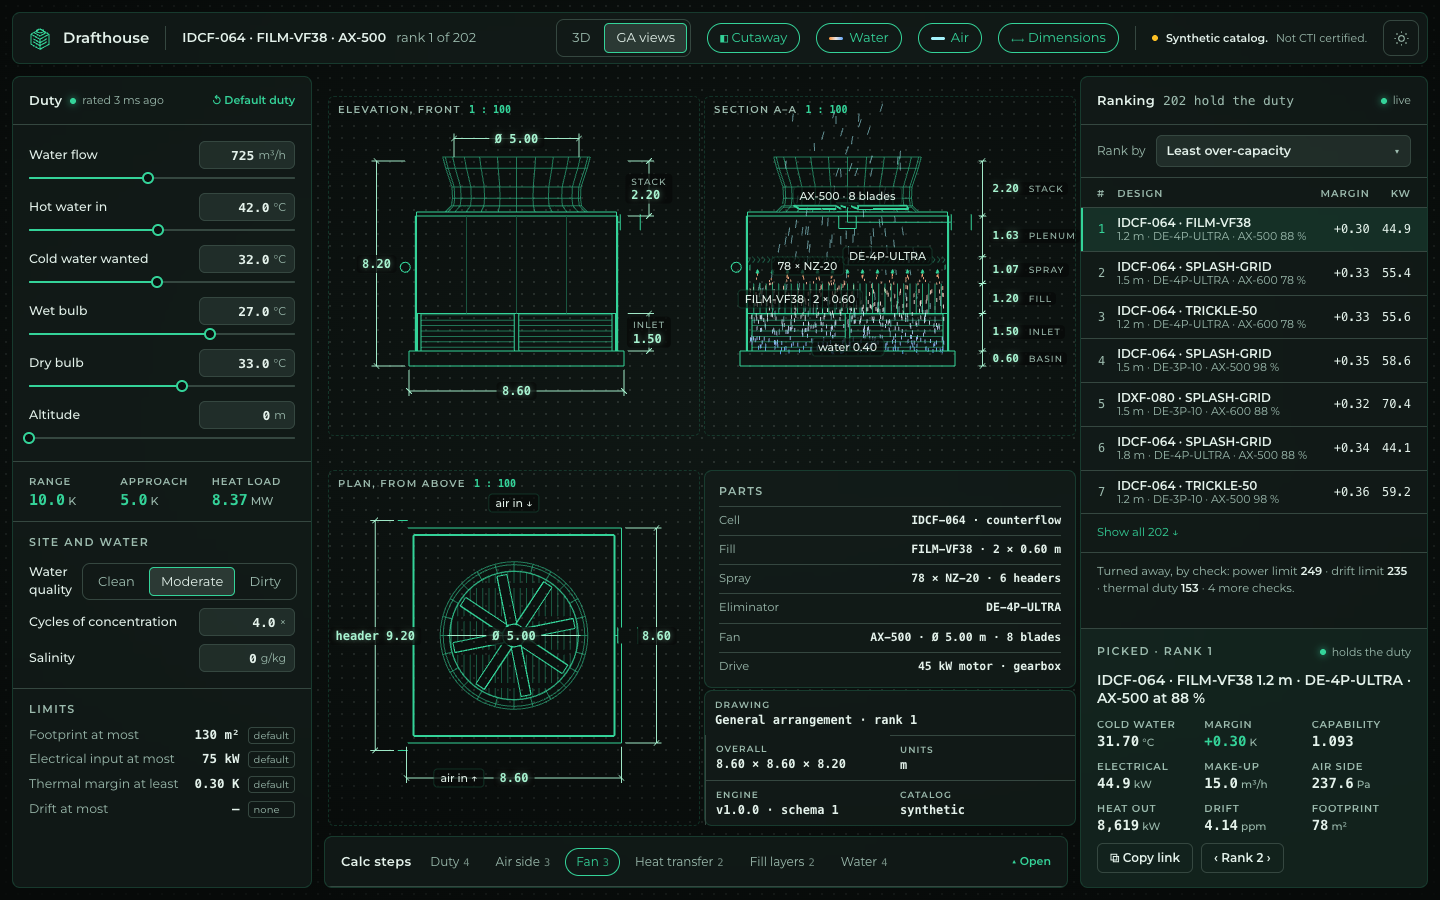 Drafthouse
IDCF-064 · FILM-VF38 · AX-500 rank 1 of 202
3D
GA views
Cutaway
Water
Air
Dimensions
Synthetic catalog. Not CTI certified.
Duty
rated 3 ms ago
Default duty
Water flow 725 m³/h
Hot water in 42.0 °C
Cold water wanted 32.0 °C
Wet bulb 27.0 °C
Dry bulb 33.0 °C
Altitude 0 m
RANGE APPROACH HEAT LOAD
10.0 K 5.0 K 8.37 MW
SITE AND WATER
Water quality Clean Moderate Dirty
Cycles of concentration 4.0 ×
Salinity 0 g/kg
LIMITS
Footprint at most 130 m² default
Electrical input at most 75 kW default
Thermal margin at least 0.30 K default
Drift at most – none
ELEVATION, FRONT 1 : 100
Ø 5.00
STACK
2.20
8.20
INLET
1.50
8.60
SECTION A–A 1 : 100
AX-500 · 8 blades
DE-4P-ULTRA
78 × NZ-20
FILM-VF38 · 2 × 0.60
water 0.40
2.20 STACK
1.63 PLENUM
1.07 SPRAY
1.20 FILL
1.50 INLET
0.60 BASIN
PLAN, FROM ABOVE 1 : 100
air in ↓
header 9.20
Ø 5.00
8.60
air in ↑
8.60
PARTS
Cell IDCF-064 · counterflow
Fill FILM-VF38 · 2 × 0.60 m
Spray 78 × NZ-20 · 6 headers
Eliminator DE-4P-ULTRA
Fan AX-500 · Ø 5.00 m · 8 blades
Drive 45 kW motor · gearbox
DRAWING
General arrangement · rank 1
OVERALL UNITS
8.60 × 8.60 × 8.20 m
ENGINE CATALOG
v1.0.0 · schema 1 synthetic
Calc steps Duty 4 Air side 3 Fan 3 Heat transfer 2 Fill layers 2 Water 4 Open
Ranking 202 hold the duty live
Rank by Least over-capacity
# DESIGN MARGIN KW
1 IDCF-064 · FILM-VF38 +0.30 44.9
1.2 m · DE-4P-ULTRA · AX-500 88 %
2 IDCF-064 · SPLASH-GRID +0.33 55.4
1.5 m · DE-4P-ULTRA · AX-600 78 %
3 IDCF-064 · TRICKLE-50 +0.33 55.6
1.2 m · DE-4P-ULTRA · AX-600 78 %
4 IDCF-064 · SPLASH-GRID +0.35 58.6
1.5 m · DE-3P-10 · AX-500 98 %
5 IDXF-080 · SPLASH-GRID +0.32 70.4
1.5 m · DE-3P-10 · AX-600 88 %
6 IDCF-064 · SPLASH-GRID +0.34 44.1
1.8 m · DE-4P-ULTRA · AX-500 88 %
7 IDCF-064 · TRICKLE-50 +0.36 59.2
1.2 m · DE-3P-10 · AX-500 98 %
Show all 202 ↓
Turned away, by check: power limit 249 · drift limit 235
· thermal duty 153 · 4 more checks.
PICKED · RANK 1 holds the duty
IDCF-064 · FILM-VF38 1.2 m · DE-4P-ULTRA ·
AX-500 at 88 %
COLD WATER MARGIN CAPABILITY
31.70 °C +0.30 K 1.093
ELECTRICAL MAKE-UP AIR SIDE
44.9 kW 15.0 m³/h 237.6 Pa
HEAT OUT DRIFT FOOTPRINT
8,619 kW 4.14 ppm 78 m²
Copy link
‹ Rank 2 ›